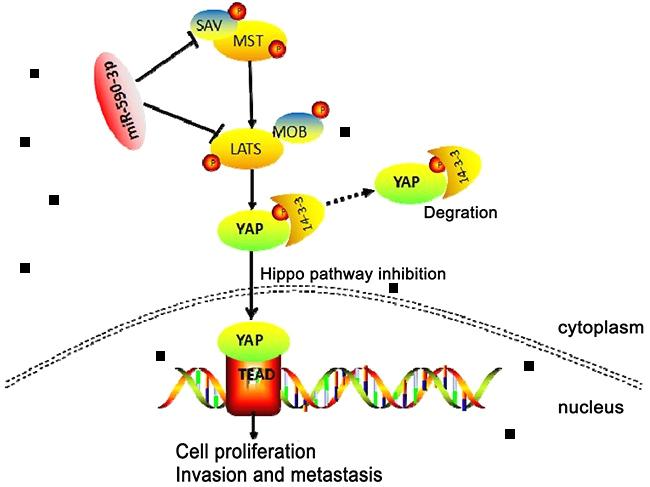 SAV
P
MST
P
miR-590-3p
P
MOB
LATS
P
P
14-3-3
YAP
Degration
P
14-3-3
YAP
Hippo pathway inhibition
cytoplasm
YAP
TEAD
nucleus
Cell proliferation
Invasion and metastasis